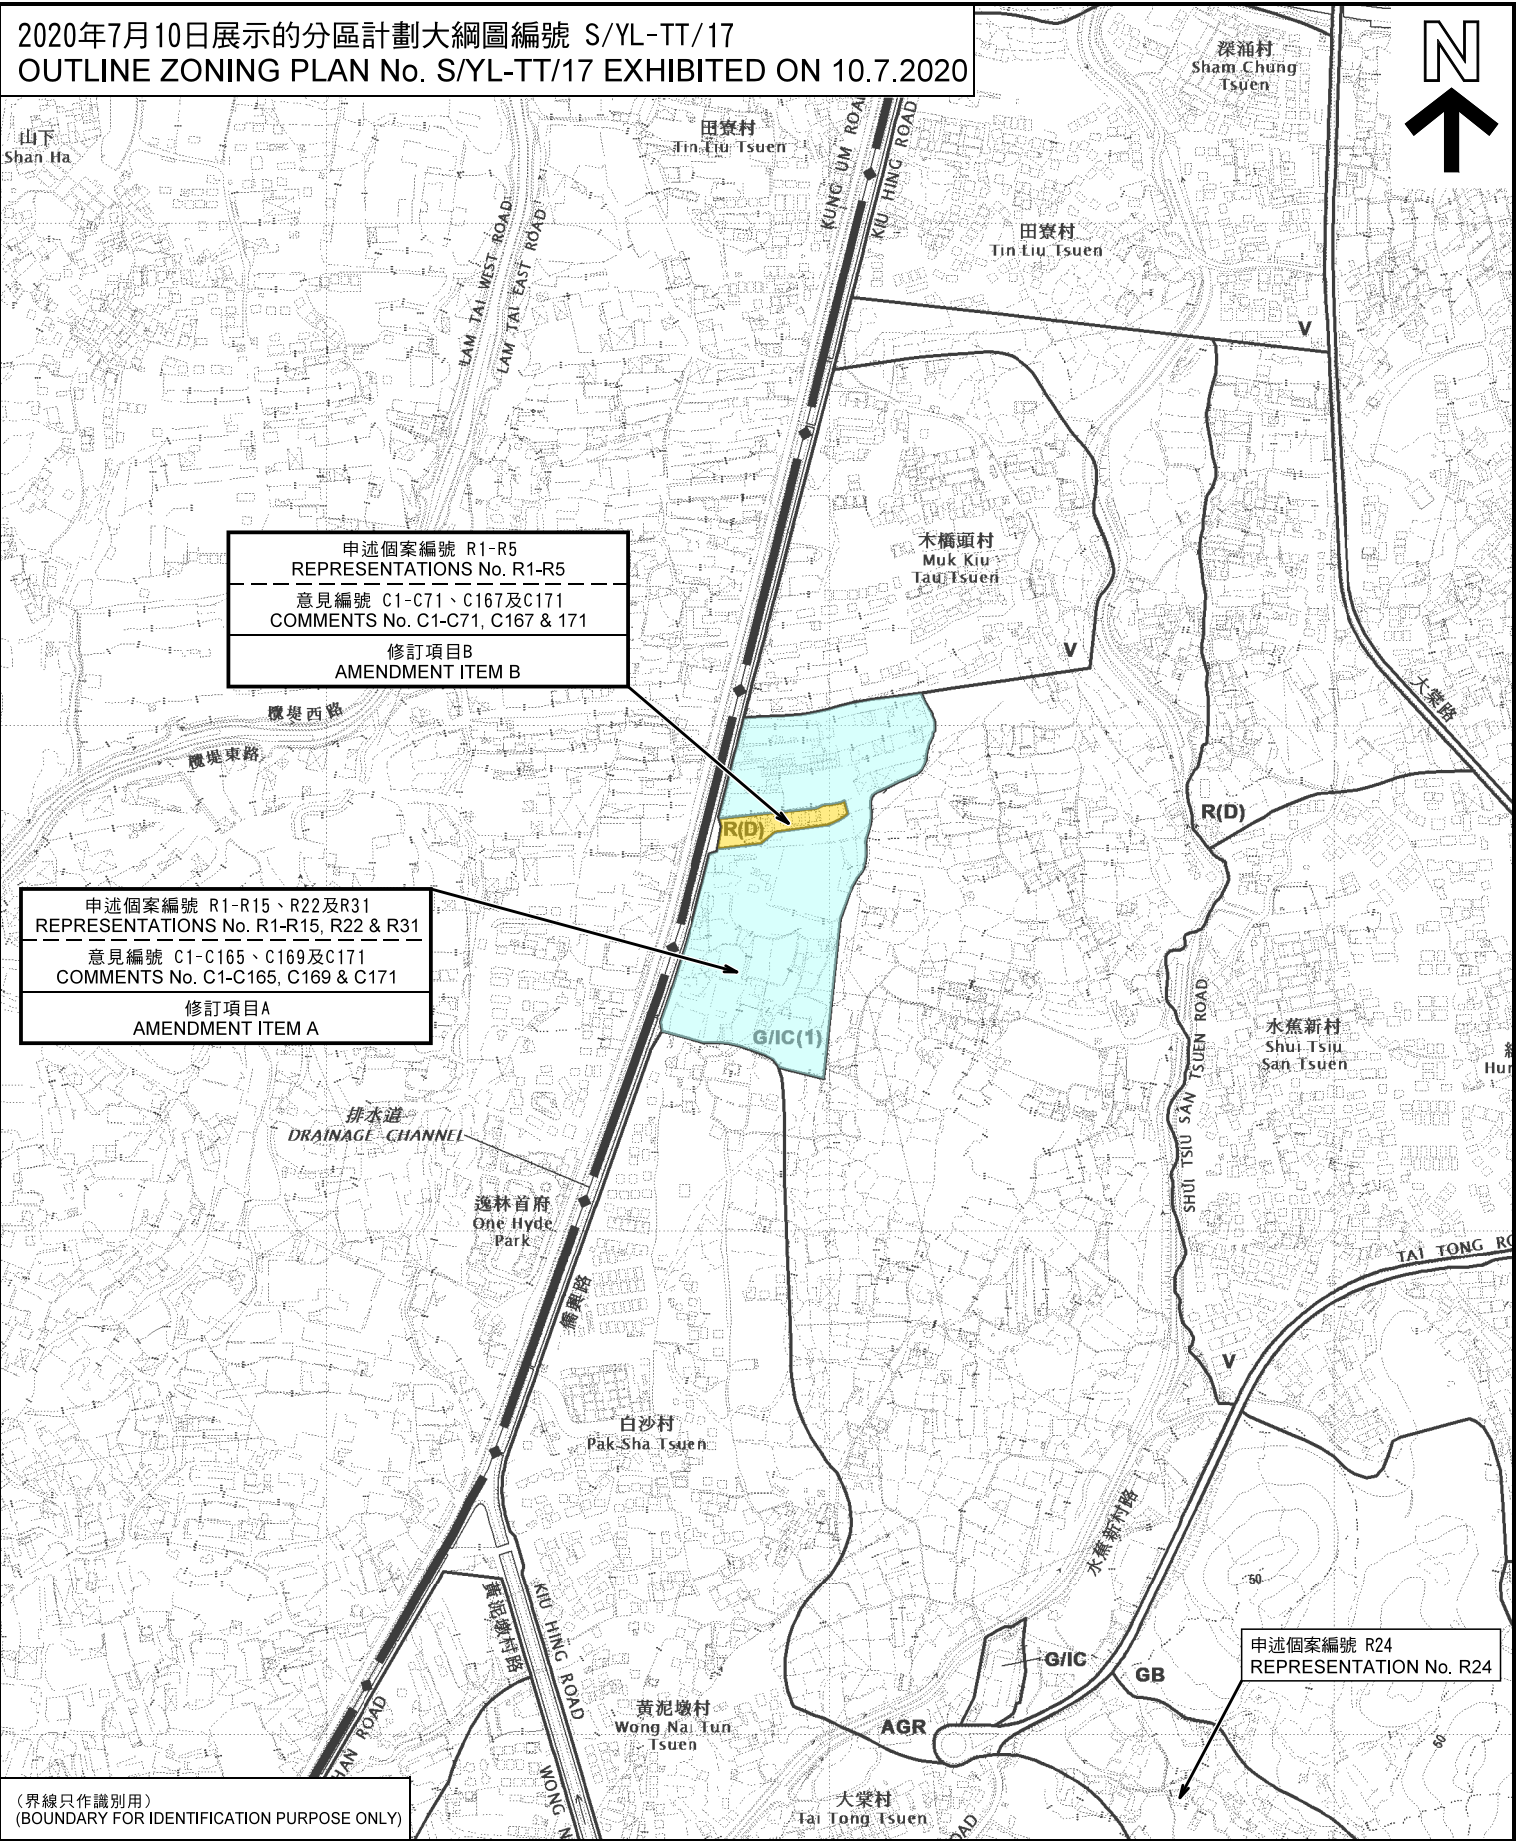 2020年7月10日展示的分區計劃大綱圖編號 S/YL-TT/17
OUTLINE ZONING PLAN No. S/YL-TT/17 EXHIBITED ON 10.7.2020
N
深涌村
Sham Chung
Tsuen
山下
Shan Ha
田寮村
Tin Liu Tsuen
KUNG UM ROAD
KIU HING ROAD
田寮村
Tin Liu Tsuen
LAM TAI WEST ROAD
LAM TAI EAST ROAD
V
申述個案編號 R1-R5
REPRESENTATIONS No. R1-R5
意見編號 C1-C71、C167及C171
COMMENTS No. C1-C71, C167 & 171
修訂項目B
AMENDMENT ITEM B
木橋頭村
Muk Kiu
Tau Tsuen
V
大棠路
欖堤西路
欖堤東路
R(D)
R(D)
申述個案編號 R1-R15、R22及R31
REPRESENTATIONS No. R1-R15, R22 & R31
意見編號 C1-C165、C169及C171
COMMENTS No. C1-C165, C169 & C171
修訂項目A
AMENDMENT ITEM A
G/IC(1)
SHUI TSIU SAN TSUEN ROAD
水蕉新村
Shui Tsiu
San Tsuen
Hun
排水道
DRAINAGE CHANNEL
逸林首府
One Hyde
Park
僑興路
TAI TONG RO
V
白沙村
Pak Sha Tsuen
水蕉新村路
50
黃泥墩村路
KIU HING ROAD
申述個案編號 R24
REPRESENTATION No. R24
G/IC
GB
黃泥墩村
Wong Nai Tun
Tsuen
AGR
HAN ROAD
WONG N
大棠村
Tai Tong Tsuen
OAD
(界線只作識別用)
(BOUNDARY FOR IDENTIFICATION PURPOSE ONLY)